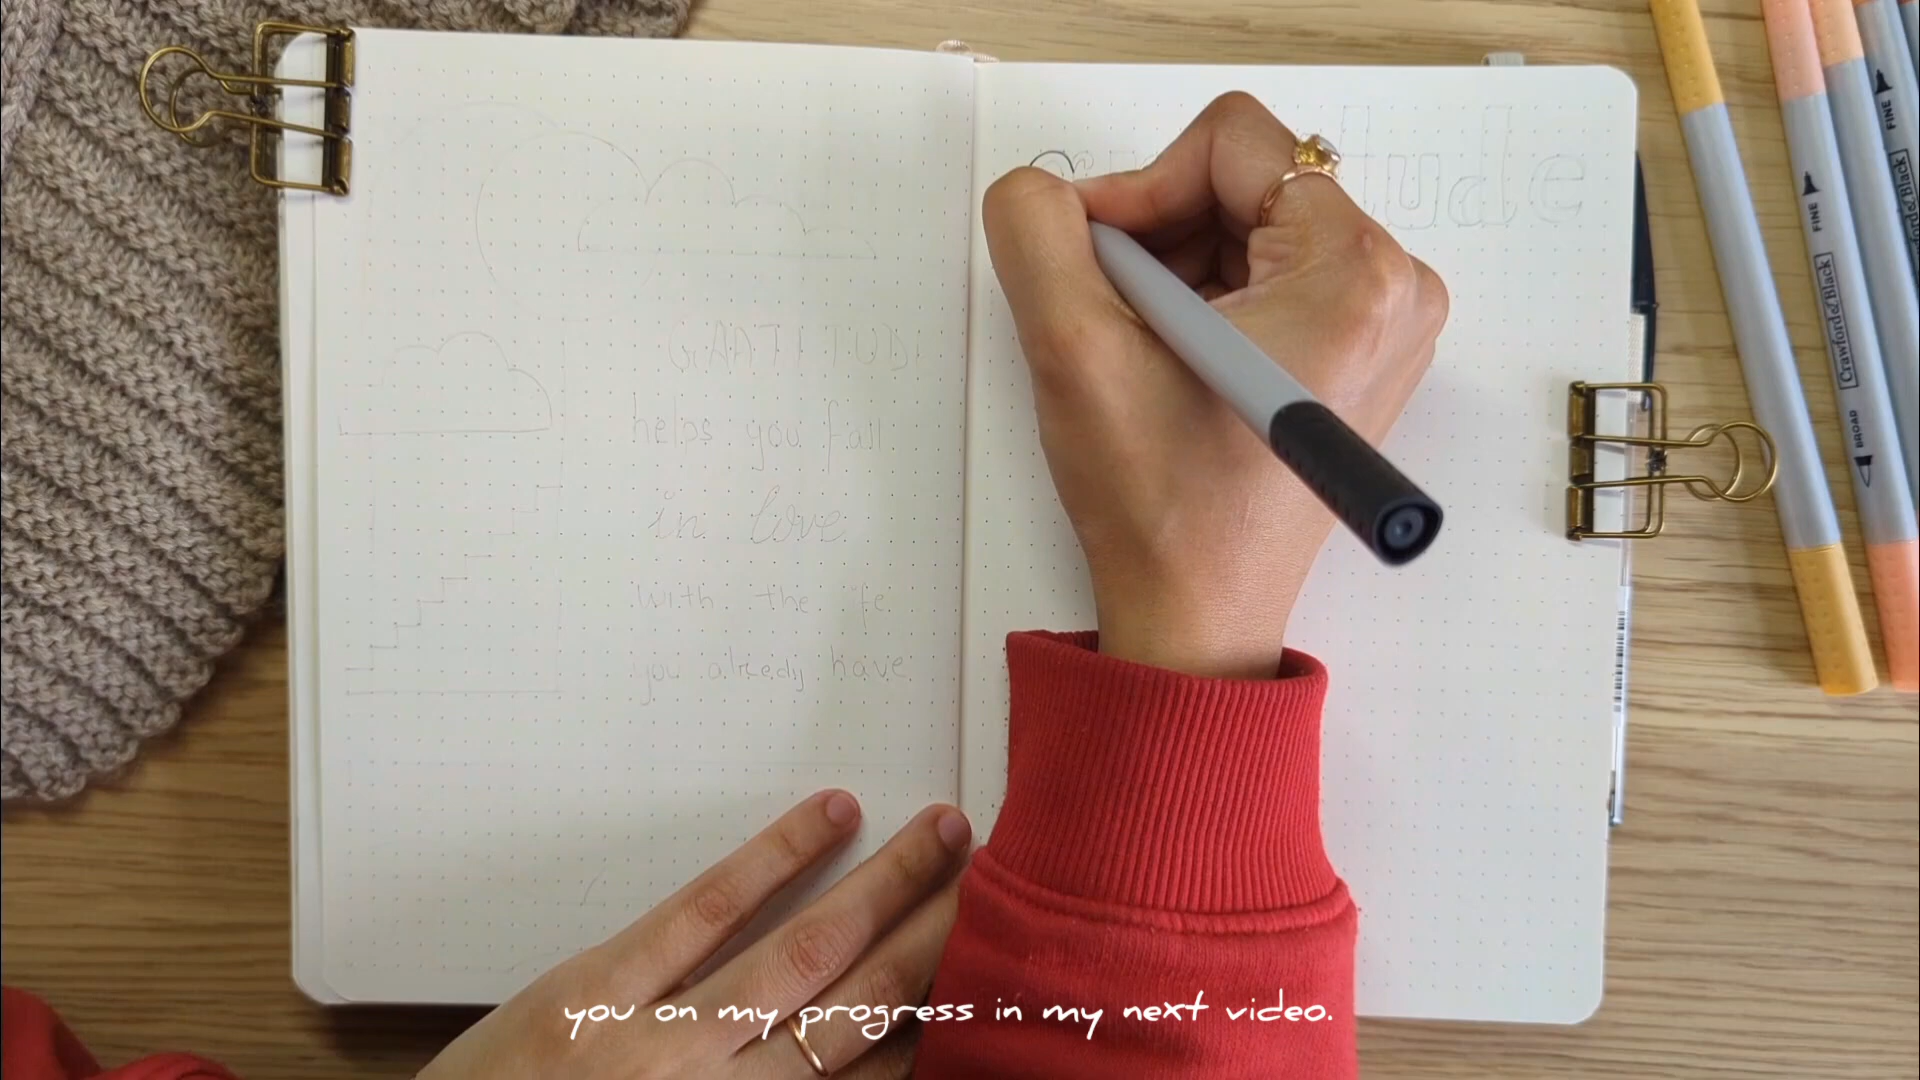 GRATITUDE
helps you fall
in love
with the life
you already have
tude
FINE
Crawford & Black
BROAD
FINE
Crawford & Black
you on my progress in my next video.